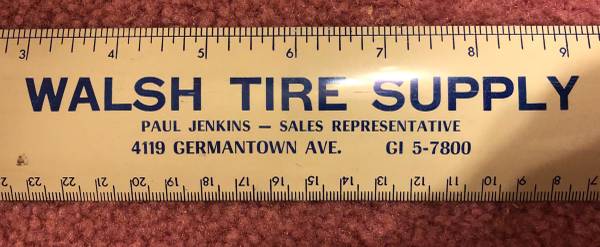 3 4 5 6 7 8 9
WALSH TIRE SUPPLY
PAUL JENKINS — SALES REPRESENTATIVE
4119 GERMANTOWN AVE. GI 5-7800
23 22 21 20 19 18 17 16 15 14 13 12 11 10 9 8 7